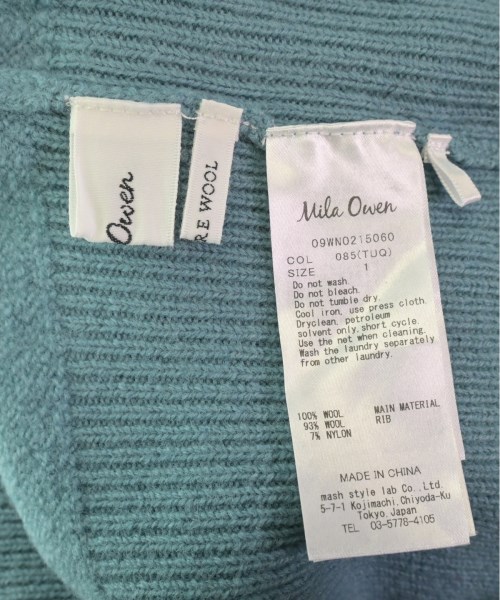 Owen
RE WOOL
Mila Owen
09WNO215060
COL 085(TUQ)
SIZE 1
Do not wash.
Do not bleach.
Do not tumble dry.
Cool iron, use press cloth.
Dryclean, petroleum
solvent only, short cycle.
Use the net when cleaning.
Wash the laundry separately
from other laundry.
100% WOOL MAIN MATERIAL
93% WOOL RIB
7% NYLON
MADE IN CHINA
mash style lab Co., Ltd.
5-7-1 Kojimachi, Chiyoda-Ku
Tokyo, Japan
TEL 03-5778-4105